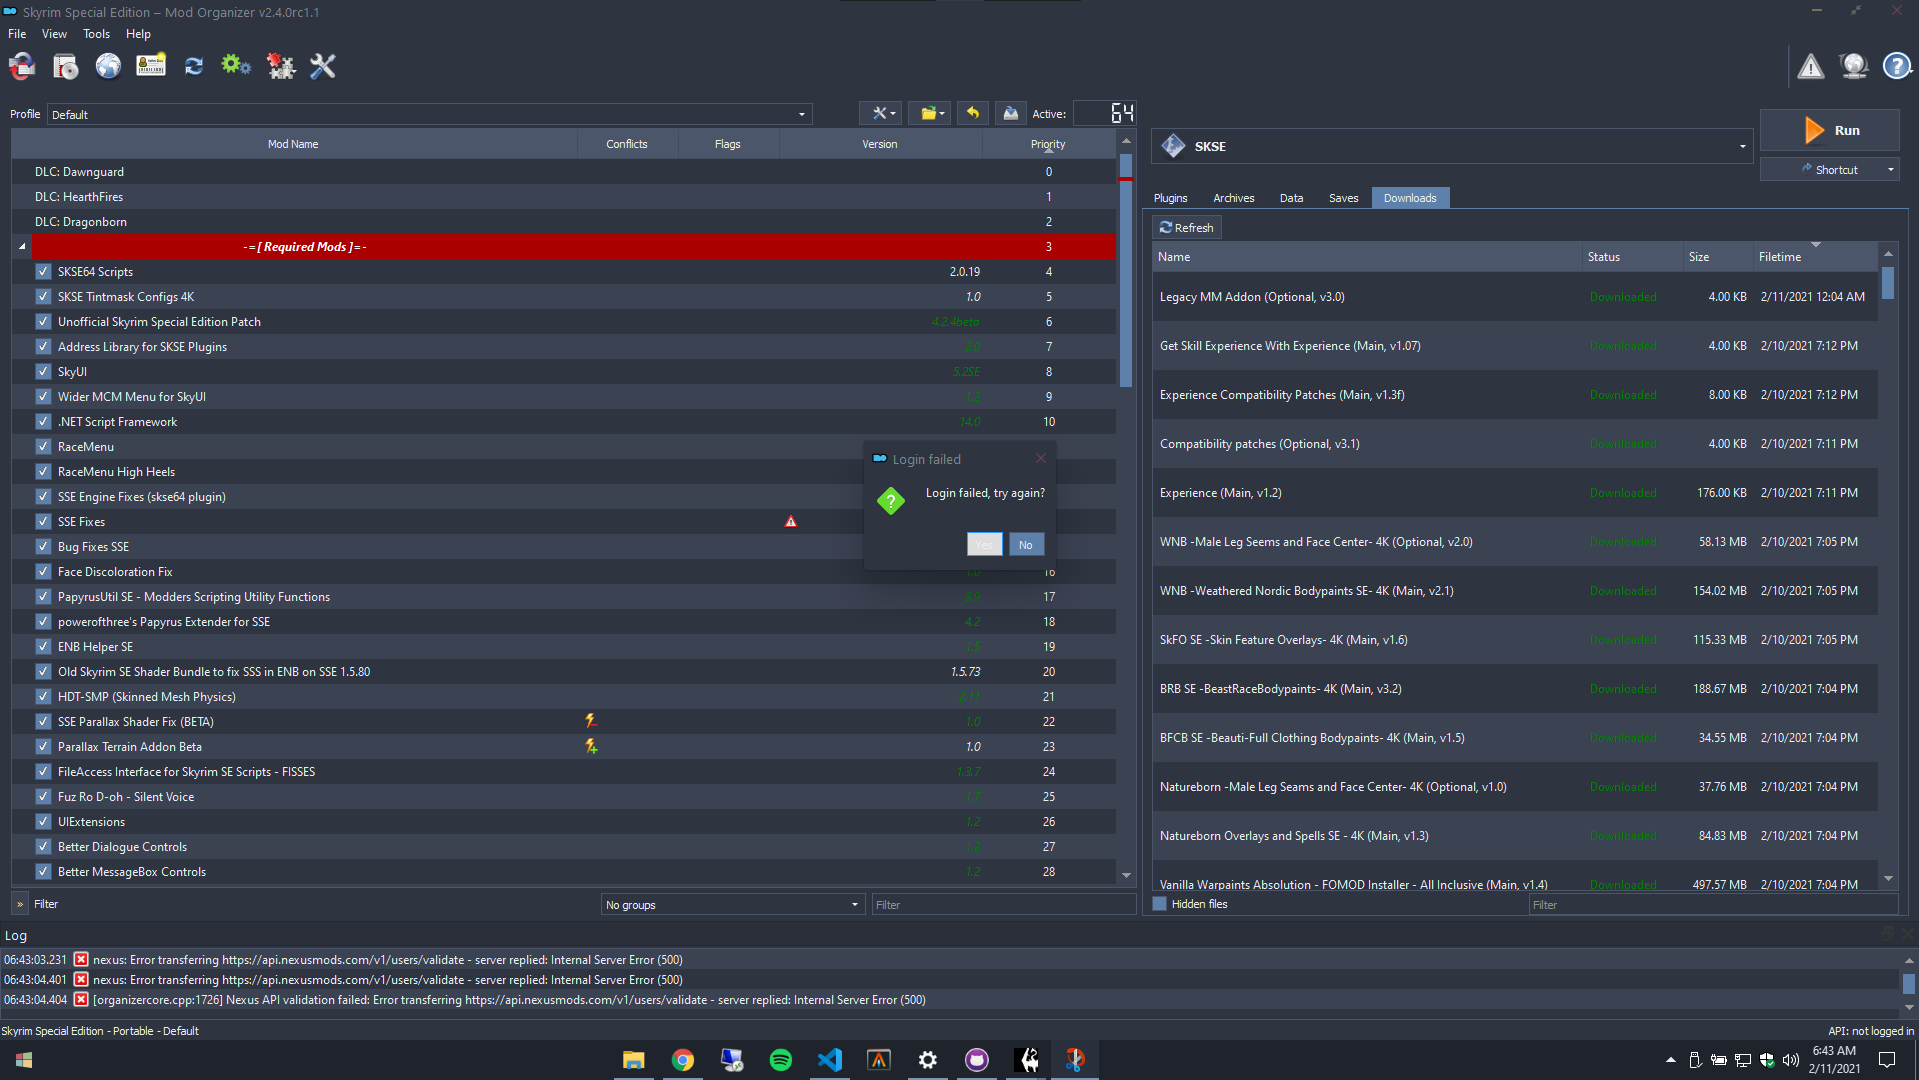 Skyrim Special Edition – Mod Organizer v2.4.0rc1.1
File View Tools Help
Profile Default Active: 64
Mod Name Conflicts Flags Version Priority
DLC: Dawnguard 0
DLC: HearthFires 1
DLC: Dragonborn 2
-=[ Required Mods ]=- 3
SKSE64 Scripts 2.0.19 4
SKSE Tintmask Configs 4K 1.0 5
Unofficial Skyrim Special Edition Patch 4.2.4beta 6
Address Library for SKSE Plugins 2.0 7
SkyUI 5.2SE 8
Wider MCM Menu for SkyUI 1.2 9
.NET Script Framework 14.0 10
RaceMenu
RaceMenu High Heels
SSE Engine Fixes (skse64 plugin)
SSE Fixes
Bug Fixes SSE
Face Discoloration Fix 1.0 16
PapyrusUtil SE - Modders Scripting Utility Functions 3.9 17
powerofthree's Papyrus Extender for SSE 4.2 18
ENB Helper SE 1.5 19
Old Skyrim SE Shader Bundle to fix SSS in ENB on SSE 1.5.80 1.5.73 20
HDT-SMP (Skinned Mesh Physics) 2.11 21
SSE Parallax Shader Fix (BETA) 1.0 22
Parallax Terrain Addon Beta 1.0 23
FileAccess Interface for Skyrim SE Scripts - FISSES 1.3.7 24
Fuz Ro D-oh - Silent Voice 1.7 25
UIExtensions 1.2 26
Better Dialogue Controls 1.2 27
Better MessageBox Controls 1.2 28
» Filter No groups Filter
Login failed
Login failed, try again?
Yes No
SKSE
Run
Shortcut
Plugins Archives Data Saves Downloads
Refresh
Name Status Size Filetime
Legacy MM Addon (Optional, v3.0) Downloaded 4.00 KB 2/11/2021 12:04 AM
Get Skill Experience With Experience (Main, v1.07) Downloaded 4.00 KB 2/10/2021 7:12 PM
Experience Compatibility Patches (Main, v1.3f) Downloaded 8.00 KB 2/10/2021 7:12 PM
Compatibility patches (Optional, v3.1) Downloaded 4.00 KB 2/10/2021 7:11 PM
Experience (Main, v1.2) Downloaded 176.00 KB 2/10/2021 7:11 PM
WNB -Male Leg Seems and Face Center- 4K (Optional, v2.0) Downloaded 58.13 MB 2/10/2021 7:05 PM
WNB -Weathered Nordic Bodypaints SE- 4K (Main, v2.1) Downloaded 154.02 MB 2/10/2021 7:05 PM
SkFO SE -Skin Feature Overlays- 4K (Main, v1.6) Downloaded 115.33 MB 2/10/2021 7:05 PM
BRB SE -BeastRaceBodypaints- 4K (Main, v3.2) Downloaded 188.67 MB 2/10/2021 7:04 PM
BFCB SE -Beauti-Full Clothing Bodypaints- 4K (Main, v1.5) Downloaded 34.55 MB 2/10/2021 7:04 PM
Natureborn -Male Leg Seams and Face Center- 4K (Optional, v1.0) Downloaded 37.76 MB 2/10/2021 7:04 PM
Natureborn Overlays and Spells SE - 4K (Main, v1.3) Downloaded 84.83 MB 2/10/2021 7:04 PM
Vanilla Warpaints Absolution - FOMOD Installer - All Inclusive (Main, v1.4) Downloaded 497.57 MB 2/10/2021 7:04 PM
Hidden files Filter
Log
06:43:03.231 nexus: Error transferring https://api.nexusmods.com/v1/users/validate - server replied: Internal Server Error (500)
06:43:04.401 nexus: Error transferring https://api.nexusmods.com/v1/users/validate - server replied: Internal Server Error (500)
06:43:04.404 [organizercore.cpp:1726] Nexus API validation failed: Error transferring https://api.nexusmods.com/v1/users/validate - server replied: Internal Server Error (500)
Skyrim Special Edition - Portable - Default API: not logged in
6:43 AM
2/11/2021